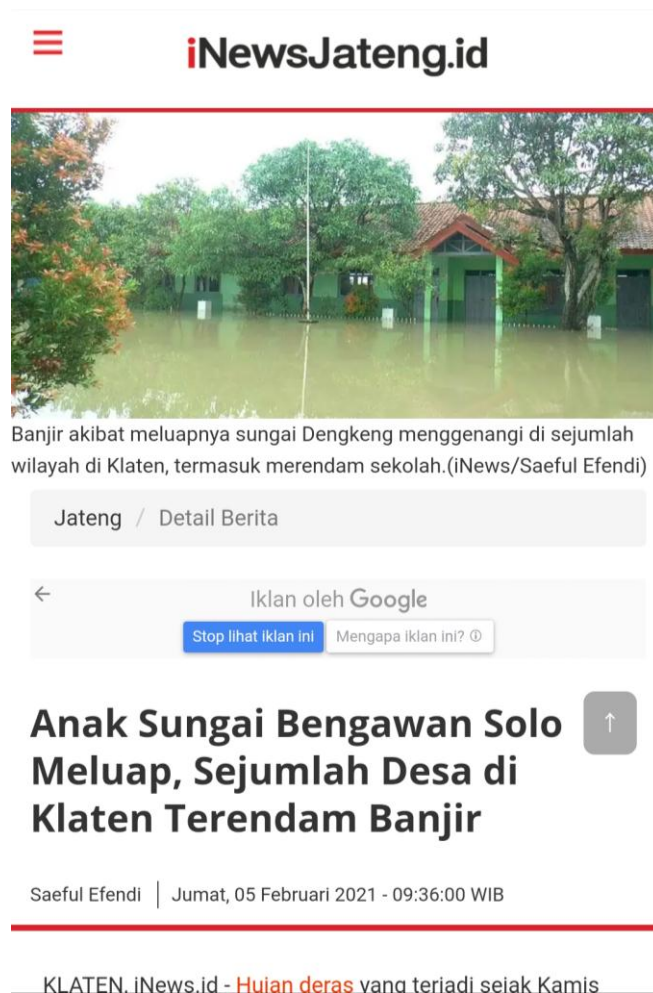 iNewsJateng.id
Banjir akibat meluapnya sungai Dengkeng menggenangi di sejumlah
wilayah di Klaten, termasuk merendam sekolah.(iNews/Saeful Efendi)
Jateng / Detail Berita
Iklan oleh Google
Stop lihat iklan ini Mengapa iklan ini?
Anak Sungai Bengawan Solo
Meluap, Sejumlah Desa di
Klaten Terendam Banjir
Saeful Efendi | Jumat, 05 Februari 2021 - 09:36:00 WIB
KLATEN, iNews.id - Hujan deras yang terjadi sejak Kamis